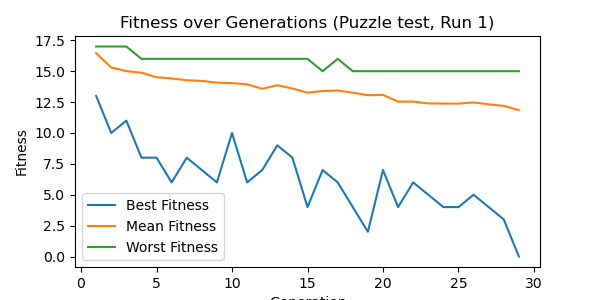 Fitness over Generations (Puzzle test, Run 1)
17.5
15.0
12.5
10.0
7.5
5.0
2.5
0.0
Fitness
Best Fitness
Mean Fitness
Worst Fitness
0 5 10 15 20 25 30
Generation